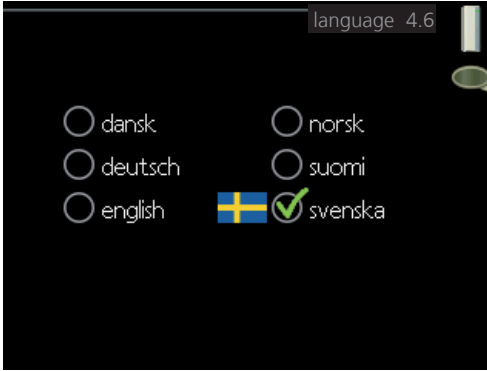 language 4.6
dansk
norsk
deutsch
suomi
english
svenska